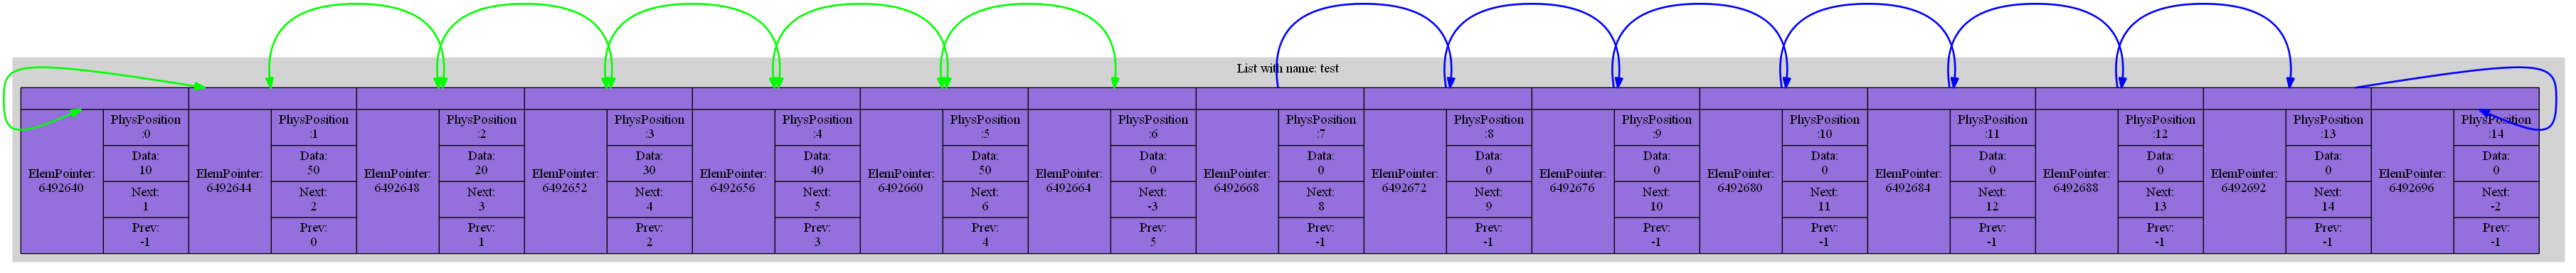 List with name: test
ElemPointer:
6492640
PhysPosition
:0
Data:
10
Next:
1
Prev:
-1
ElemPointer:
6492644
PhysPosition
:1
Data:
50
Next:
2
Prev:
0
ElemPointer:
6492648
PhysPosition
:2
Data:
20
Next:
3
Prev:
1
ElemPointer:
6492652
PhysPosition
:3
Data:
30
Next:
4
Prev:
2
ElemPointer:
6492656
PhysPosition
:4
Data:
40
Next:
5
Prev:
3
ElemPointer:
6492660
PhysPosition
:5
Data:
50
Next:
6
Prev:
4
ElemPointer:
6492664
PhysPosition
:6
Data:
0
Next:
-3
Prev:
5
ElemPointer:
6492668
PhysPosition
:7
Data:
0
Next:
8
Prev:
-1
ElemPointer:
6492672
PhysPosition
:8
Data:
0
Next:
9
Prev:
-1
ElemPointer:
6492676
PhysPosition
:9
Data:
0
Next:
10
Prev:
-1
ElemPointer:
6492680
PhysPosition
:10
Data:
0
Next:
11
Prev:
-1
ElemPointer:
6492684
PhysPosition
:11
Data:
0
Next:
12
Prev:
-1
ElemPointer:
6492688
PhysPosition
:12
Data:
0
Next:
13
Prev:
-1
ElemPointer:
6492692
PhysPosition
:13
Data:
0
Next:
14
Prev:
-1
ElemPointer:
6492696
PhysPosition
:14
Data:
0
Next:
-2
Prev:
-1